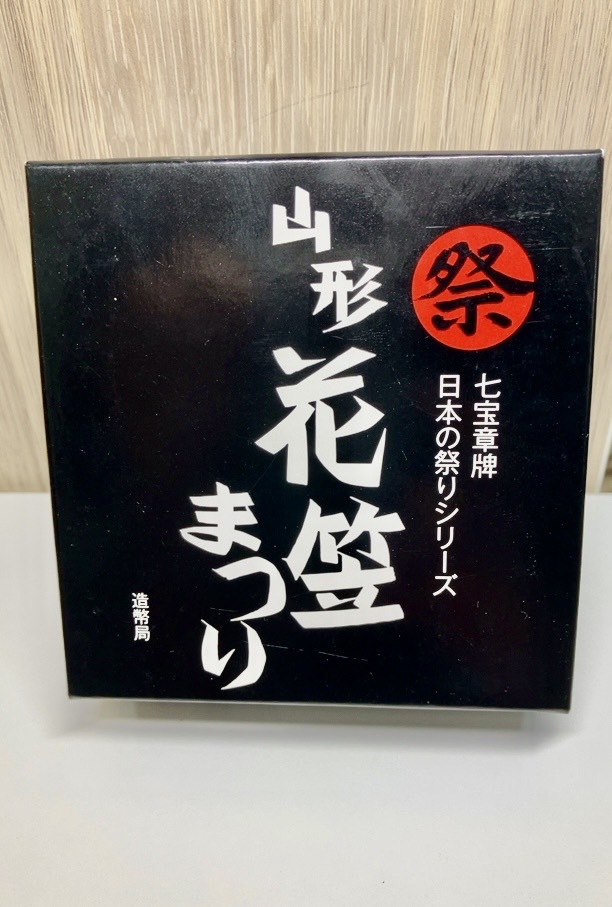 祭
七宝章牌
日本の祭りシリーズ
山形
花笠
まつり
造幣局